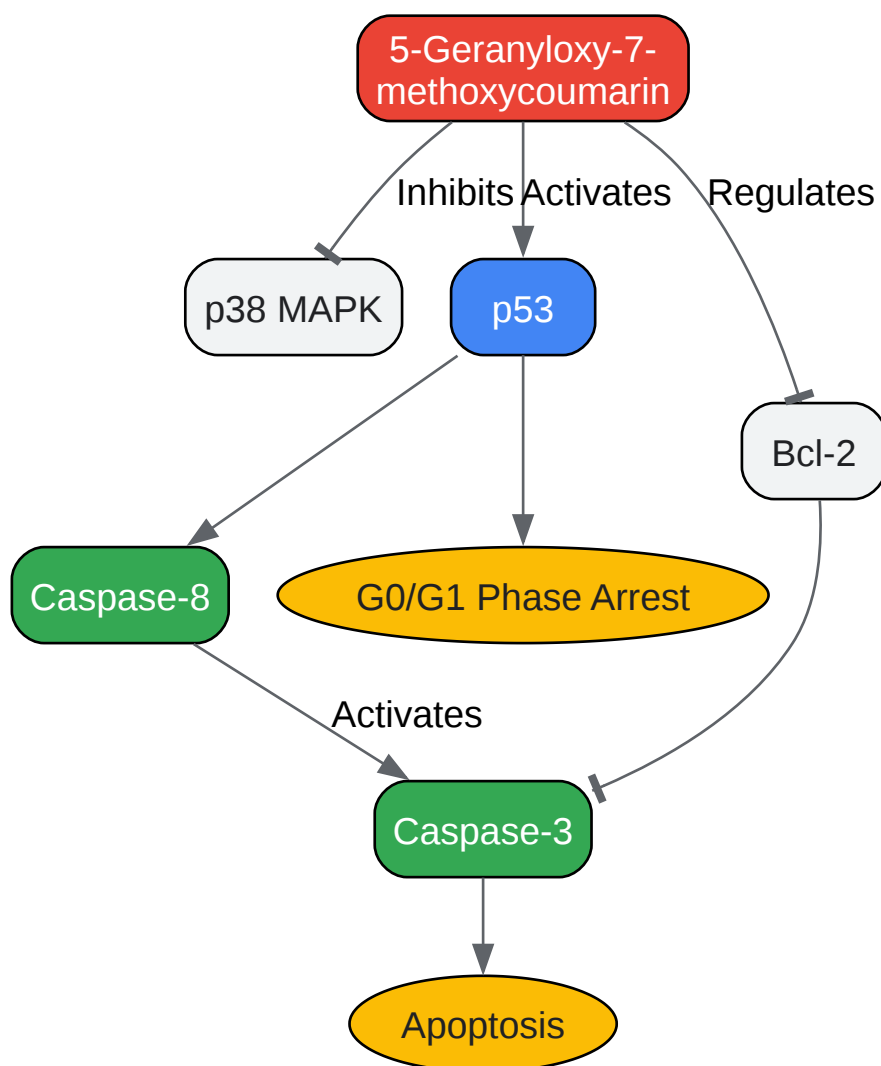 5-Geranyloxy-7-
methoxycoumarin
Inhibits
Activates
Regulates
p38 MAPK
p53
Bcl-2
Caspase-8
G0/G1 Phase Arrest
Activates
Caspase-3
Apoptosis